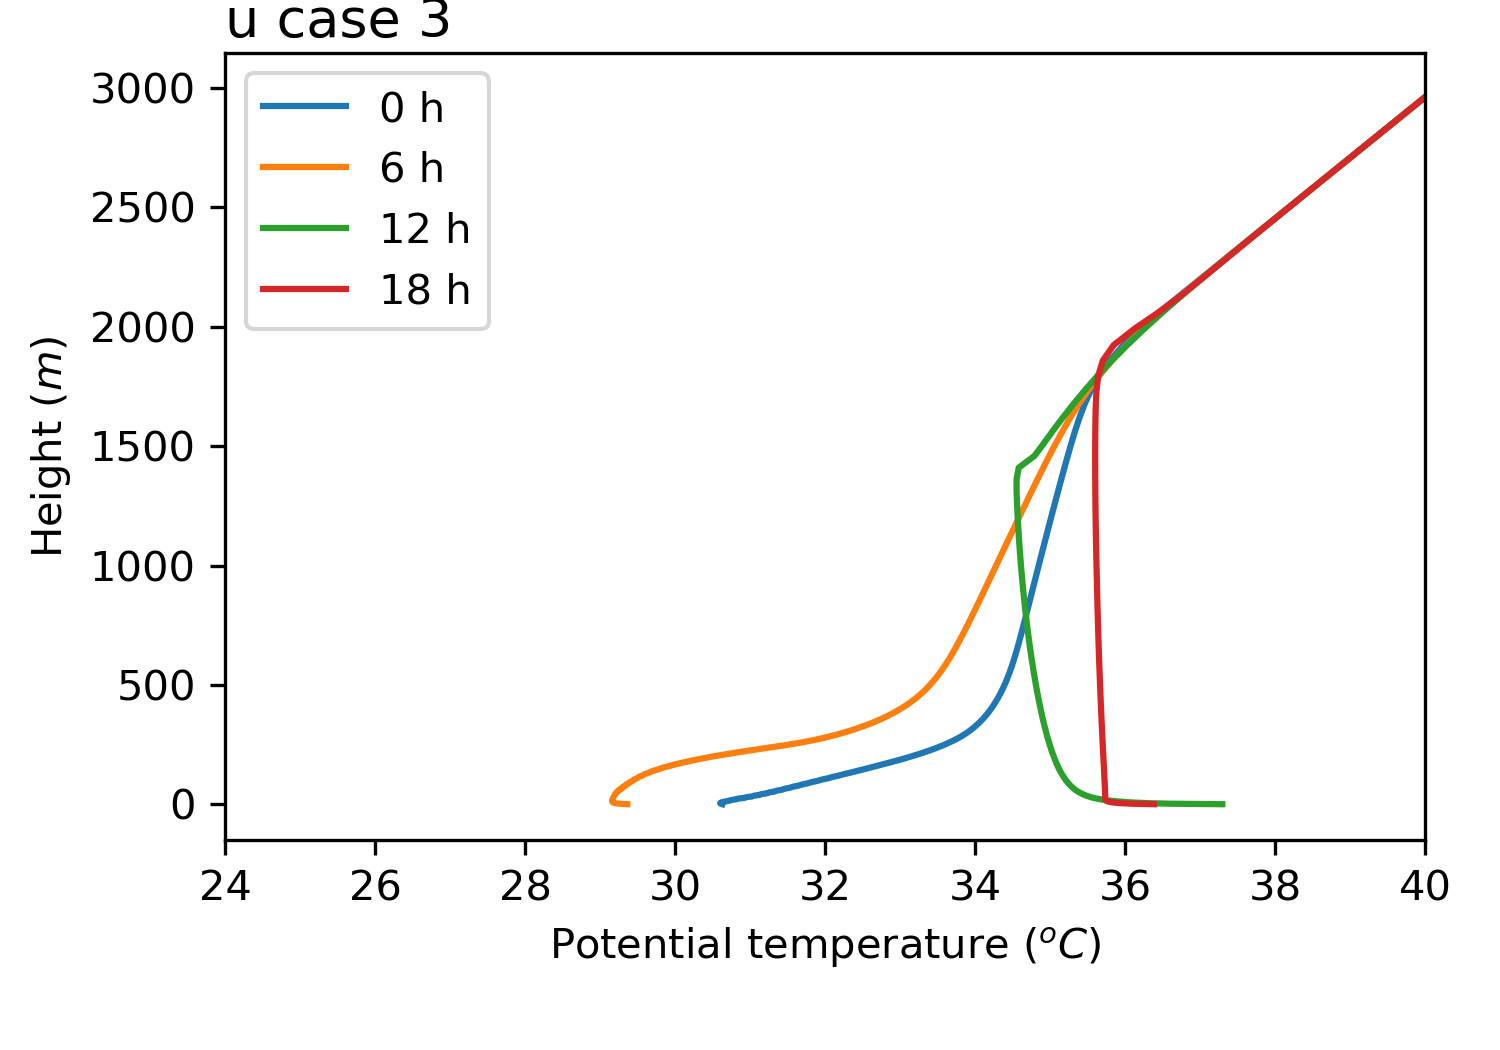 u case 3
3000
2500
2000
1500
1000
500
0
Height (m)
0 h
6 h
12 h
18 h
24 26 28 30 32 34 36 38 40
Potential temperature (°C)